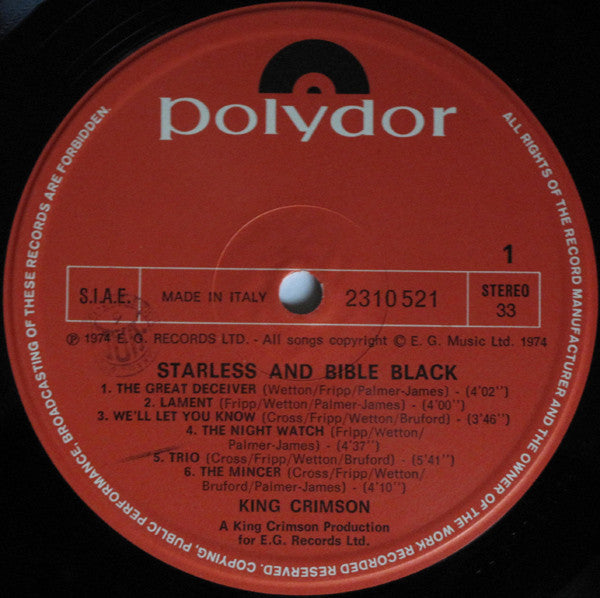 polydor
1
S.I.A.E.
MADE IN ITALY
2310 521
STEREO
33
℗ 1974 E. G. RECORDS LTD. - All songs copyright © E. G. Music Ltd. 1974
STARLESS AND BIBLE BLACK
1. THE GREAT DECEIVER (Wetton/Fripp/Palmer-James) - (4'02'')
2. LAMENT (Fripp/Wetton/Palmer-James) - (4'00'')
3. WE'LL LET YOU KNOW (Cross/Fripp/Wetton/Bruford) - (3'46'')
4. THE NIGHT WATCH (Fripp/Wetton/
Palmer-James) - (4'37'')
5. TRIO (Cross/Fripp/Wetton/Bruford) - (5'41'')
6. THE MINCER (Cross/Fripp/Wetton/
Bruford/Palmer-James) - (4'10'')
KING CRIMSON
A King Crimson Production
for E.G. Records Ltd.
ALL RIGHTS OF THE RECORD MANUFACTURER AND THE OWNER OF THE WORK RECORDED RESERVED. COPYING, PUBLIC PERFORMANCE, BROADCASTING OF THESE RECORDS ARE FORBIDDEN.